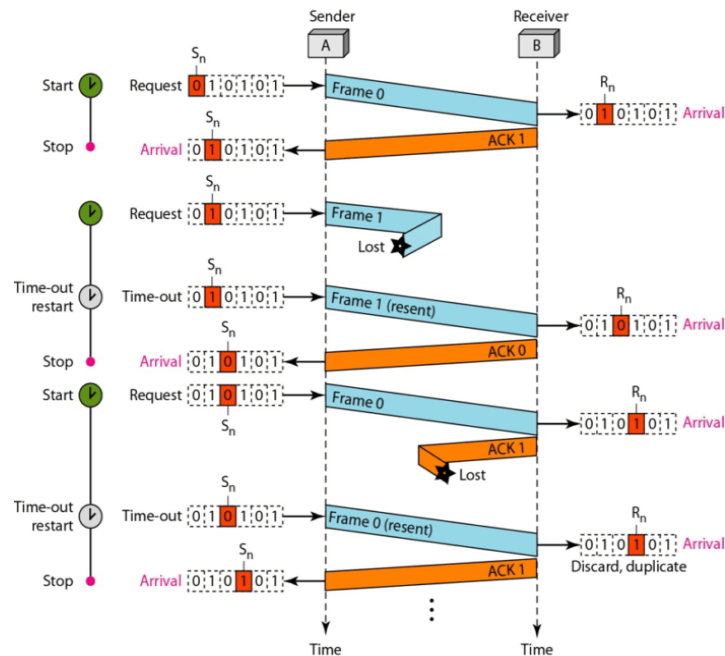 Sender
Receiver
A
B
Sn
Start
Request
0 1 0 1 0 1
Frame 0
Rn
0 1 0 1 0 1
Arrival
Sn
Stop
Arrival
0 1 0 1 0 1
ACK 1
Sn
Request
0 1 0 1 0 1
Frame 1
Lost
Sn
Time-out
restart
Time-out
0 1 0 1 0 1
Frame 1 (resent)
Rn
0 1 0 1 0 1
Arrival
Sn
Stop
Arrival
0 1 0 1 0 1
ACK 0
Start
Request
0 1 0 1 0 1
Sn
Frame 0
Rn
0 1 0 1 0 1
Arrival
ACK 1
Lost
Sn
Time-out
restart
Time-out
0 1 0 1 0 1
Frame 0 (resent)
Rn
0 1 0 1 0 1
Arrival
Discard, duplicate
Sn
Stop
Arrival
0 1 0 1 0 1
ACK 1
Time
Time